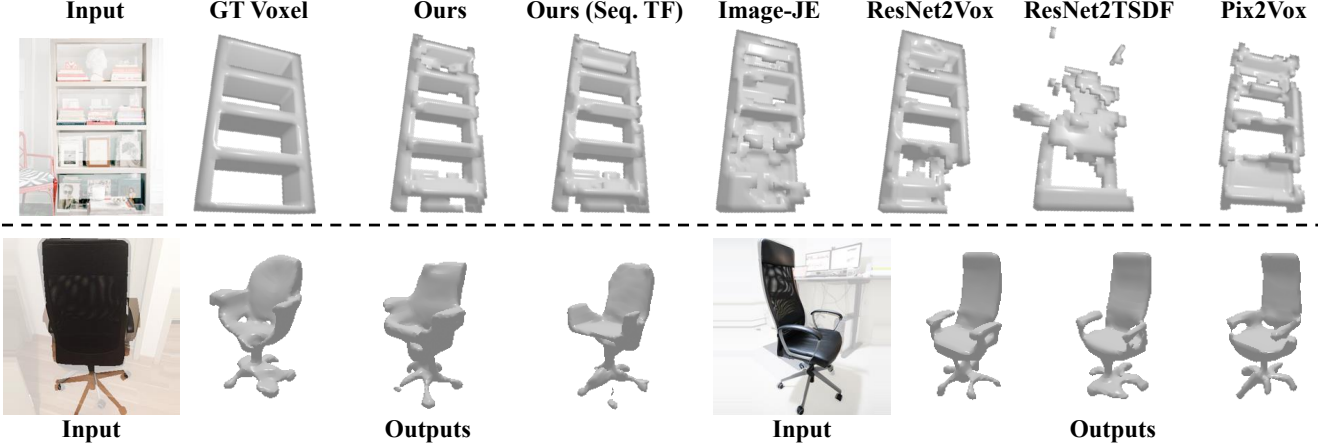 Input GT Voxel Ours Ours (Seq. TF) Image-JE ResNet2Vox ResNet2TSDF Pix2Vox
Input Outputs Input Outputs